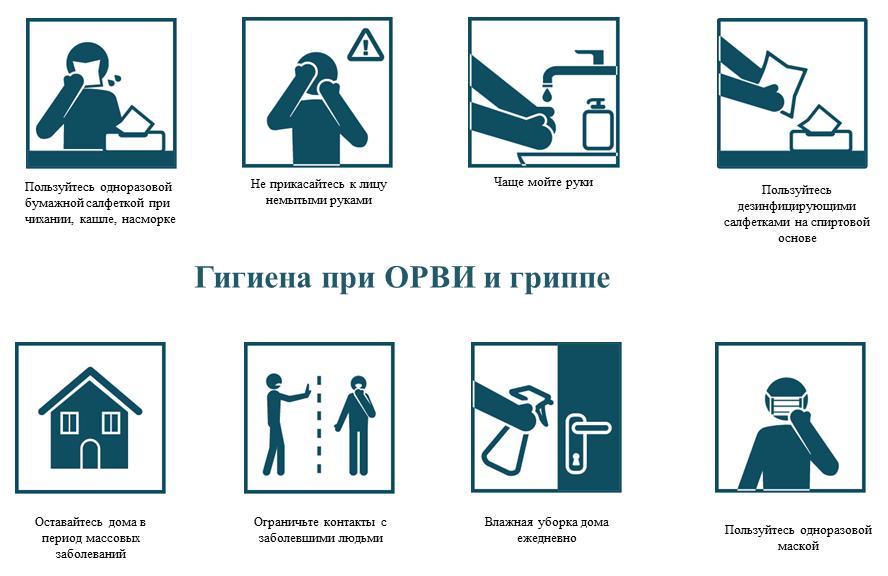 Пользуйтесь одноразовой
бумажной салфеткой при
чихании, кашле, насморке
Не прикасайтесь к лицу
немытыми руками
Чаще мойте руки
Пользуйтесь
дезинфицирующими
салфетками на спиртовой
основе
Гигиена при ОРВИ и гриппе
Оставайтесь дома в
период массовых
заболеваний
Ограничьте контакты с
заболевшими людьми
Влажная уборка дома
ежедневно
Пользуйтесь одноразовой
маской